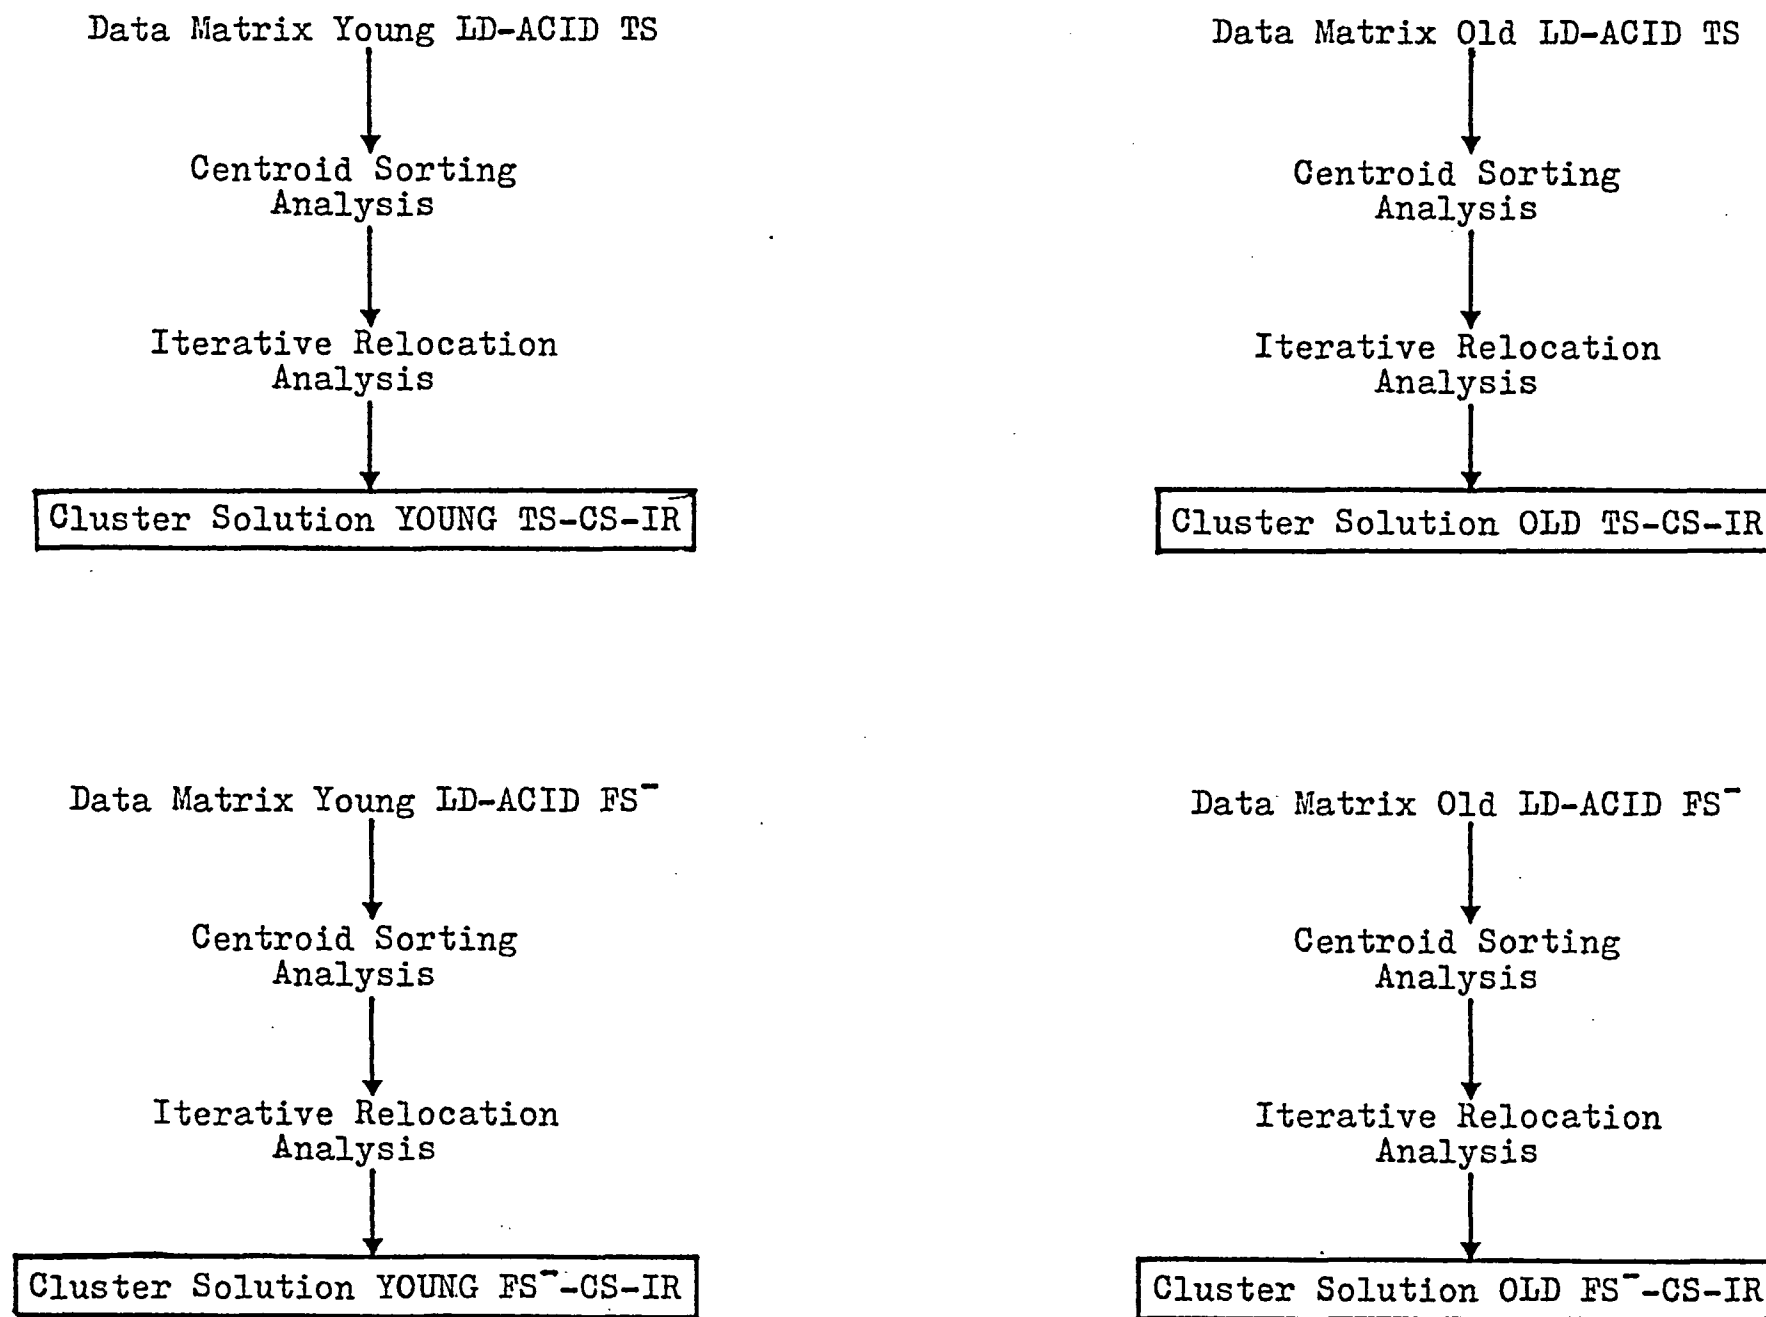 Data Matrix Young LD-ACID TS
Centroid Sorting
Analysis
Iterative Relocation
Analysis
Cluster Solution YOUNG TS-CS-IR
Data Matrix Old LD-ACID TS
Centroid Sorting
Analysis
Iterative Relocation
Analysis
Cluster Solution OLD TS-CS-IR
Data Matrix Young LD-ACID FS⁻
Centroid Sorting
Analysis
Iterative Relocation
Analysis
Cluster Solution YOUNG FS⁻-CS-IR
Data Matrix Old LD-ACID FS⁻
Centroid Sorting
Analysis
Iterative Relocation
Analysis
Cluster Solution OLD FS⁻-CS-IR